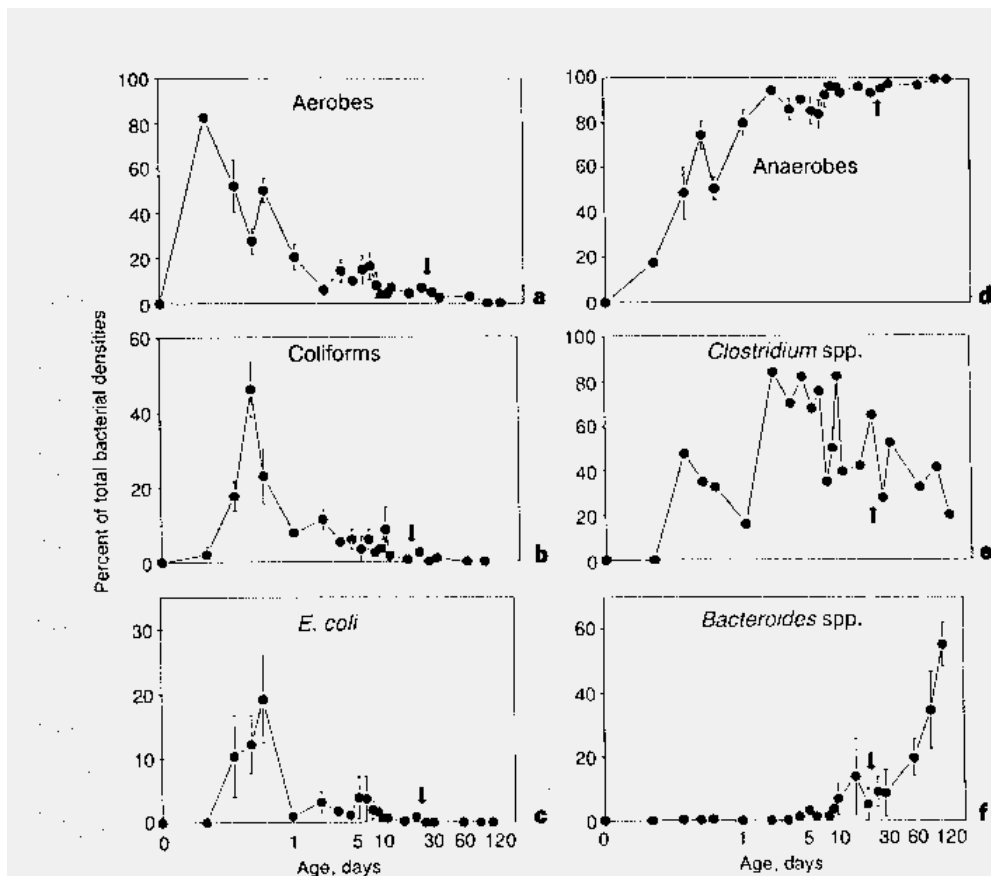 Percent of total bacterial densities
100
80
60
40
20
0
Aerobes
a
60
40
20
0
Coliforms
b
30
20
10
0
E. coli
c
0
1
5
10
30
60
120
Age, days
100
80
60
40
20
0
Anaerobes
d
100
80
60
40
20
0
Clostridium spp.
e
60
40
20
0
Bacteroides spp.
f
0
1
5
10
30
60
120
Age, days